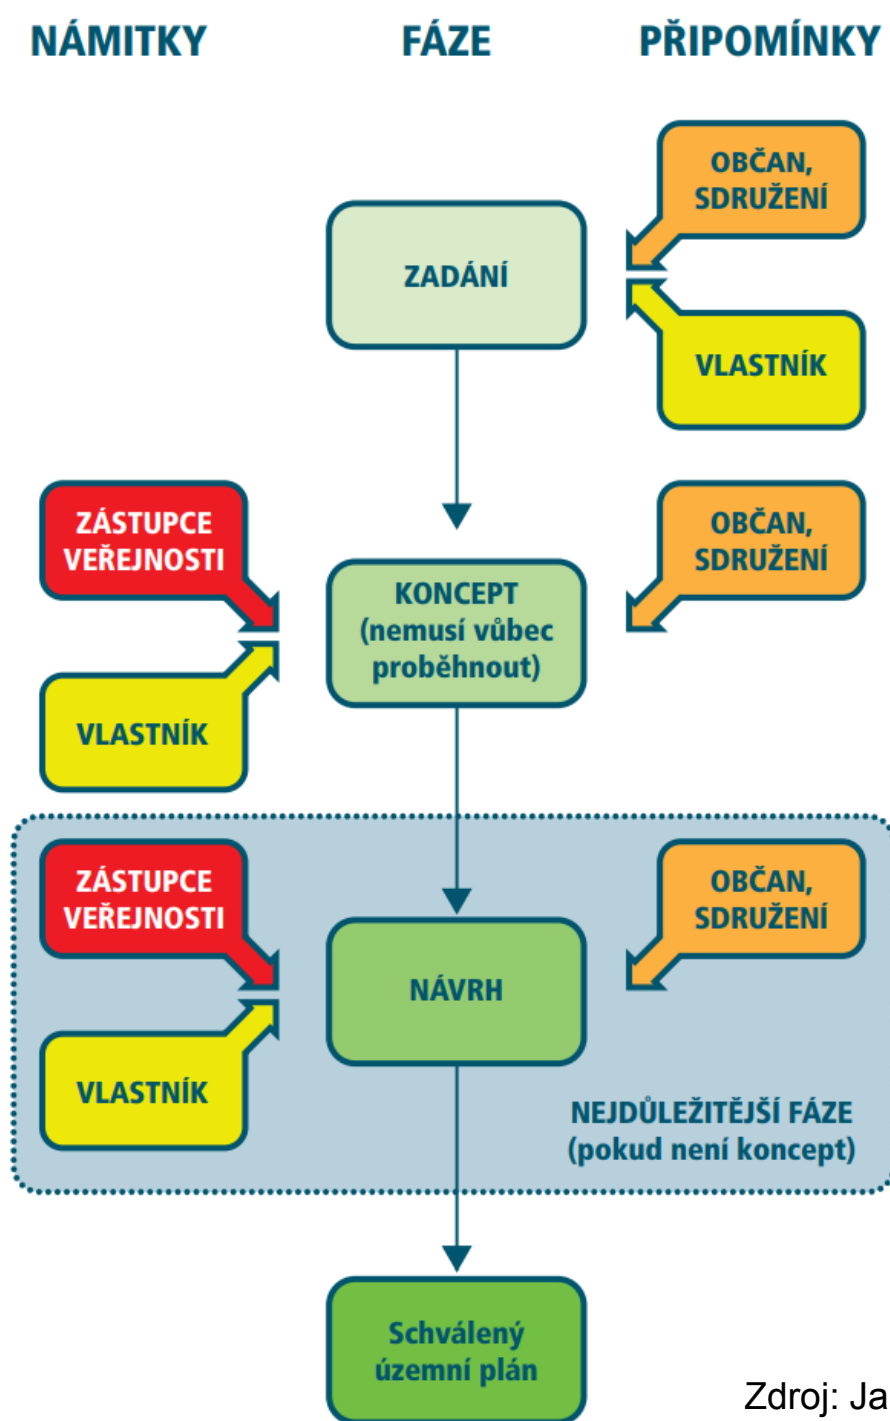 NÁMITKY
FÁZE
PŘIPOMÍNKY
OBČAN,
SDRUŽENÍ
ZADÁNÍ
VLASTNÍK
ZÁSTUPCE
VEŘEJNOSTI
OBČAN,
SDRUŽENÍ
KONCEPT
(nemusí vůbec
proběhnout)
VLASTNÍK
ZÁSTUPCE
VEŘEJNOSTI
OBČAN,
SDRUŽENÍ
NÁVRH
VLASTNÍK
NEJDŮLEŽITĚJŠÍ FÁZE
(pokud není koncept)
Schválený
územní plán
Zdroj: Ja